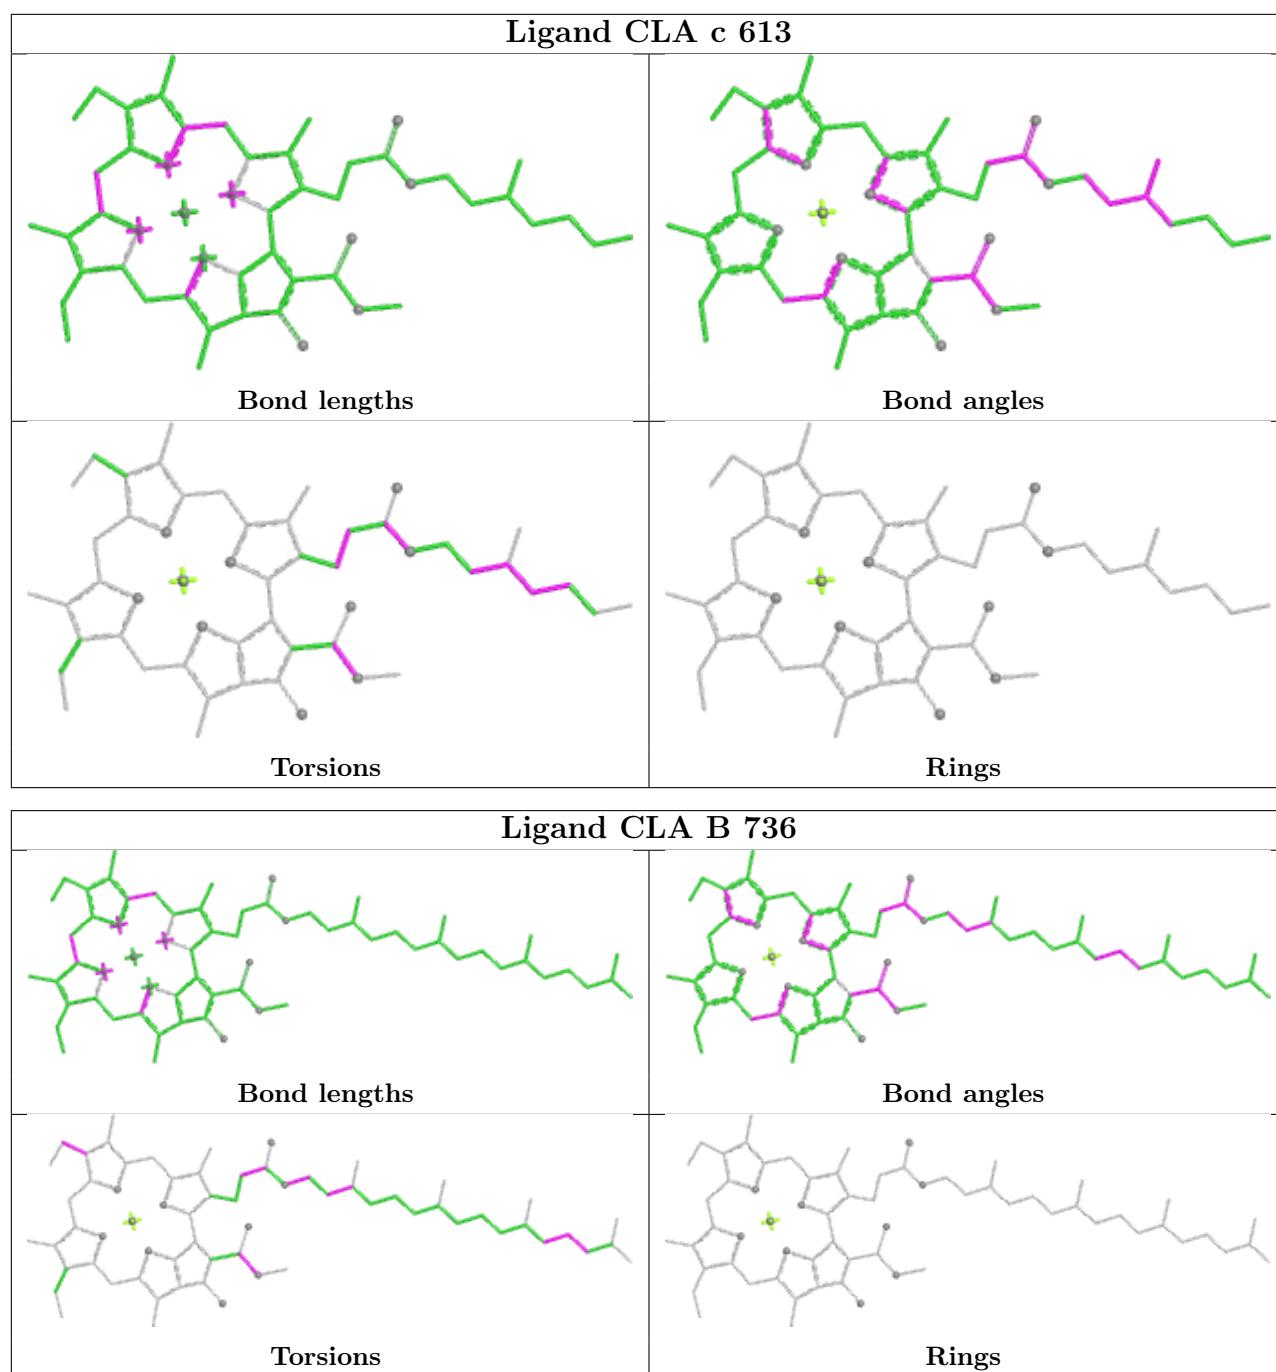 Ligand CLA c 613
Bond lengths
Bond angles
Torsions
Rings
Ligand CLA B 736
Bond lengths
Bond angles
Torsions
Rings